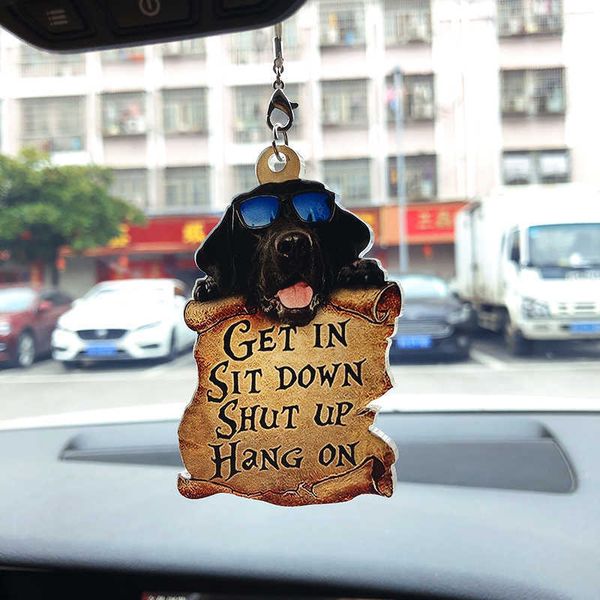 GET IN
SIT DOWN
SHUT UP
HANG ON